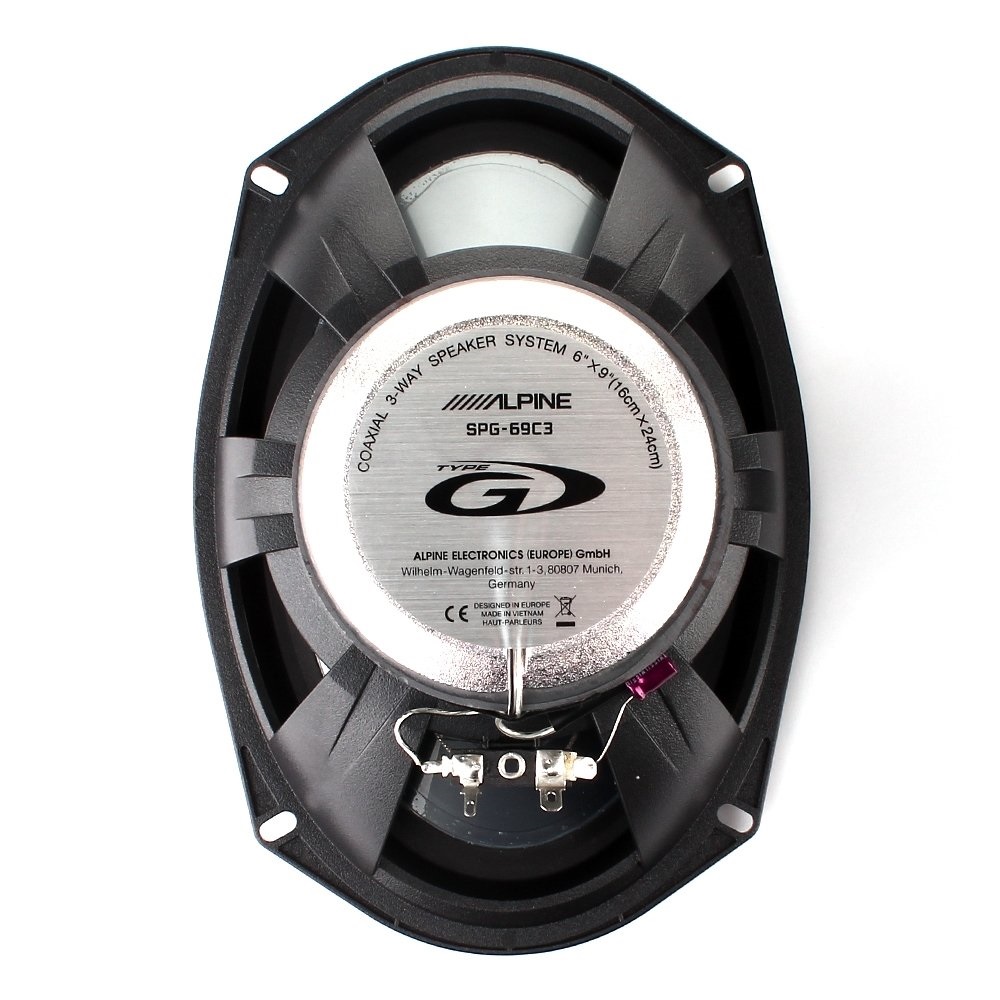 COAXIAL 3-WAY SPEAKER SYSTEM 6"×9"(16cm×24cm)
ALPINE
SPG-69C3
TYPE
G
ALPINE ELECTRONICS (EUROPE) GmbH
Wilhelm-Wagenfeld-str. 1-3, 80807 Munich,
Germany
CE DESIGNED IN EUROPE
MADE IN VIETNAM
HAUT-PARLEURS